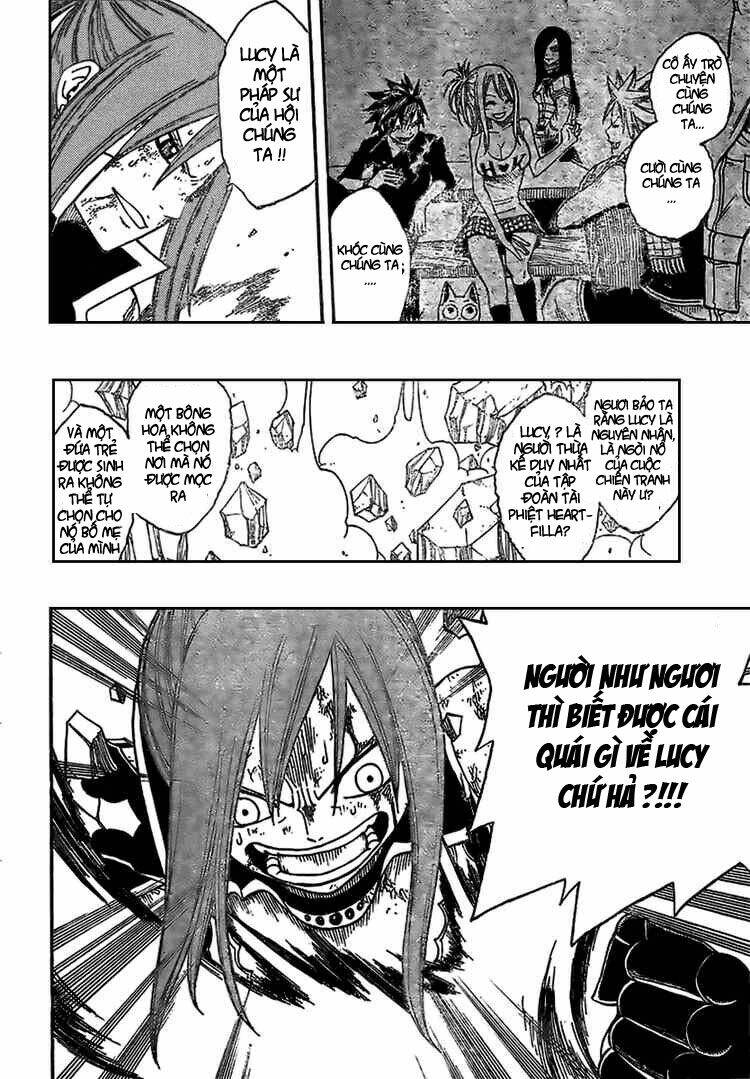 CÔ ẤY TRÒ
CHUYỆN
CÙNG
CHÚNG
TA...
CƯỜI CÙNG
CHÚNG TA
....
KHÓC CÙNG
CHÚNG TA;
....
LUCY LÀ
MỘT
PHÁP SƯ
CỦA HỘI
CHÚNG
TA !!
NGƯƠI BẢO TA
RẰNG LUCY LÀ
NGUYÊN NHÂN,
LÀ NGÒI NỔ
CỦA CUỘC
CHIẾN TRANH
NÀY Ư?
LUCY, ? LÀ
NGƯỜI THỪA
KẾ DUY NHẤT
CỦA TẬP
ĐOÀN TÀI
PHIỆT HEART-
FILLA?
MỘT BÔNG
HOA KHÔNG
THỂ CHỌN
NƠI MÀ NÓ
ĐƯỢC MỌC
RA
VÀ MỘT
ĐỨA TRẺ
ĐƯỢC SINH
RA KHÔNG
THỂ TỰ
CHỌN CHO
NÓ BỐ MẸ
CỦA MÌNH
NGƯỜI NHƯ NGƯƠI
THÌ BIẾT ĐƯỢC CÁI
QUÁI GÌ VỀ LUCY
CHỨ HẢ ?!!!